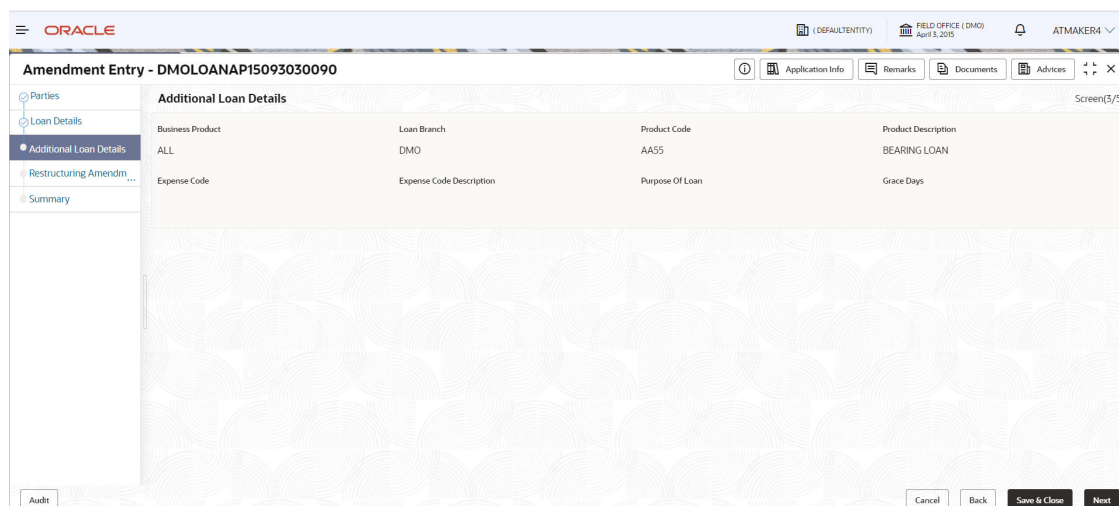 ORACLE
(DEFAULTENTITY)
FIELD OFFICE ( DMO)
April 3, 2015
ATMAKER4
Amendment Entry - DMOLOANAP15093030090
Application Info
Remarks
Documents
Advices
Parties
Loan Details
Additional Loan Details
Restructuring Amendm...
Summary
Additional Loan Details
Screen(3/5
Business Product
Loan Branch
Product Code
Product Description
ALL
DMO
AA55
BEARING LOAN
Expense Code
Expense Code Description
Purpose Of Loan
Grace Days
Audit
Cancel
Back
Save & Close
Next